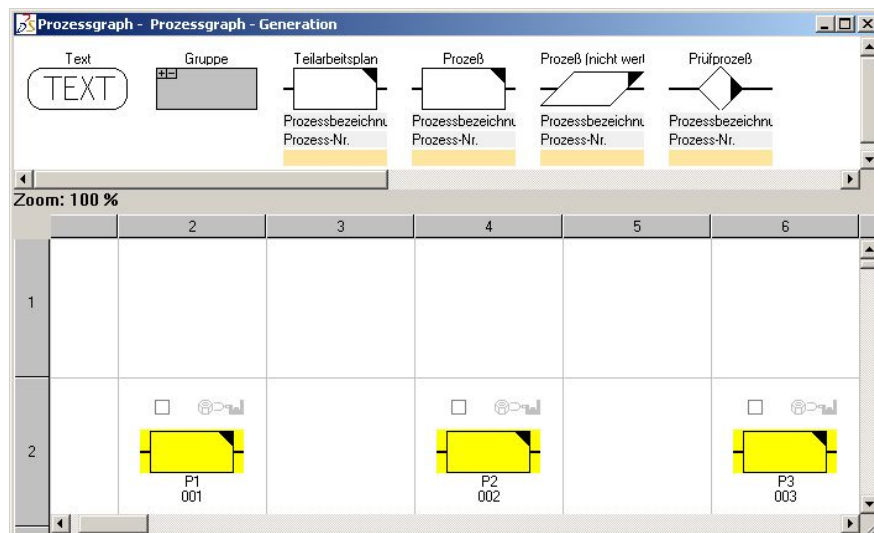 Prozessgraph - Prozessgraph - Generation
Text Gruppe Teilarbeitsplan Prozeß Prozeß (nicht wert Prüfprozeß
TEXT
Prozessbezeichnu Prozessbezeichnu Prozessbezeichnu Prozessbezeichnu
Prozess-Nr. Prozess-Nr. Prozess-Nr. Prozess-Nr.
Zoom: 100 %
2 3 4 5 6
1
2
P1 P2 P3
001 002 003